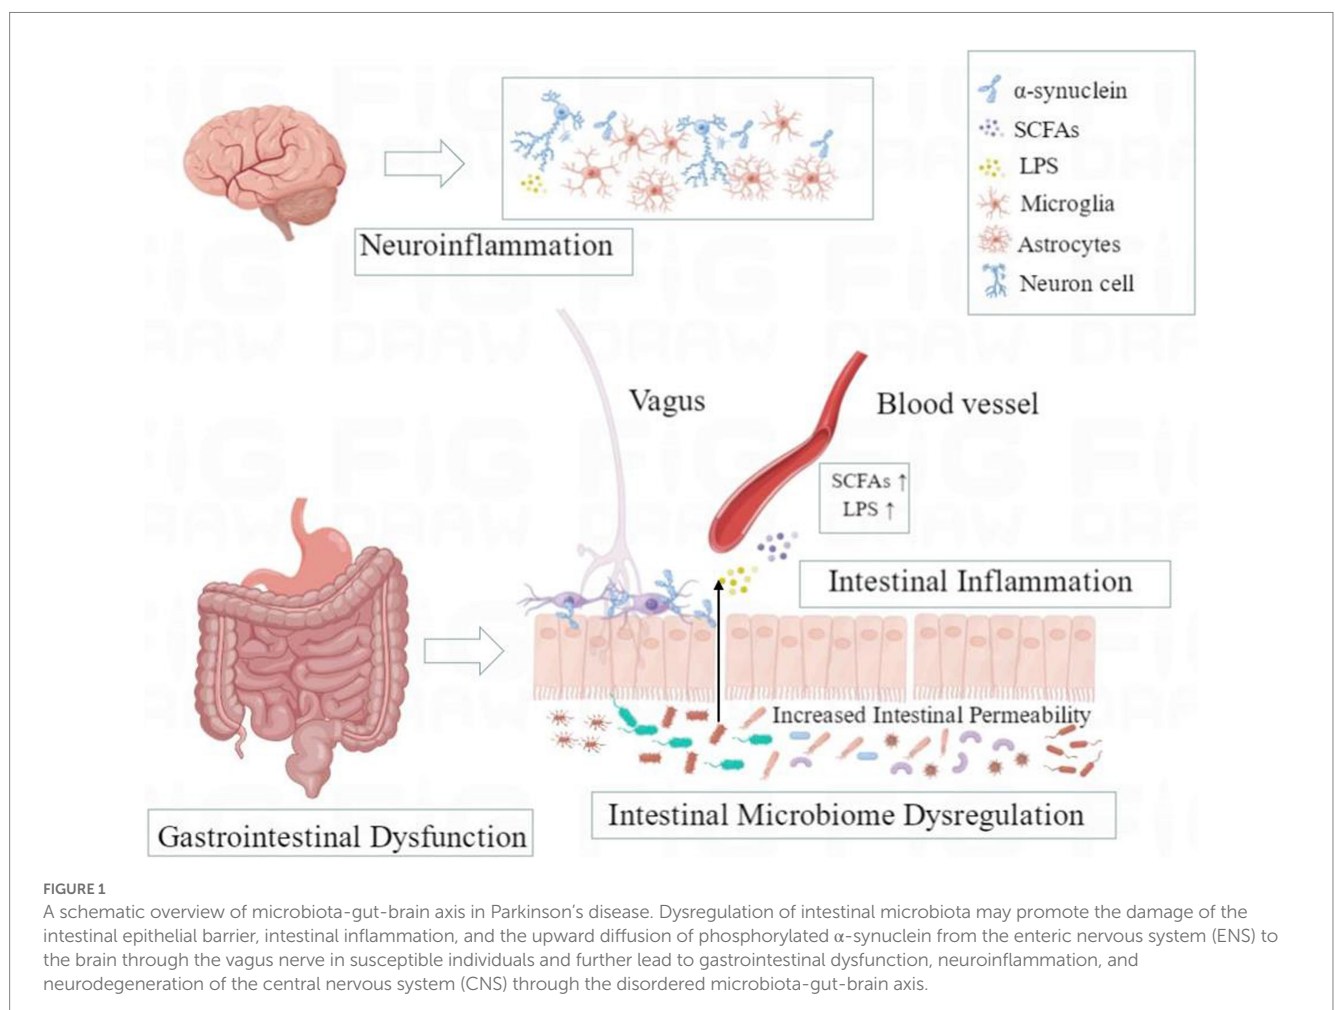 α-synuclein
SCFAs
LPS
Microglia
Astrocytes
Neuron cell
Neuroinflammation
Vagus
Blood vessel
SCFAs ↑
LPS ↑
Intestinal Inflammation
Increased Intestinal Permeability
Intestinal Microbiome Dysregulation
Gastrointestinal Dysfunction
FIGURE 1
A schematic overview of microbiota-gut-brain axis in Parkinson's disease. Dysregulation of intestinal microbiota may promote the damage of the
intestinal epithelial barrier, intestinal inflammation, and the upward diffusion of phosphorylated α-synuclein from the enteric nervous system (ENS) to
the brain through the vagus nerve in susceptible individuals and further lead to gastrointestinal dysfunction, neuroinflammation, and
neurodegeneration of the central nervous system (CNS) through the disordered microbiota-gut-brain axis.
FIG DRAW